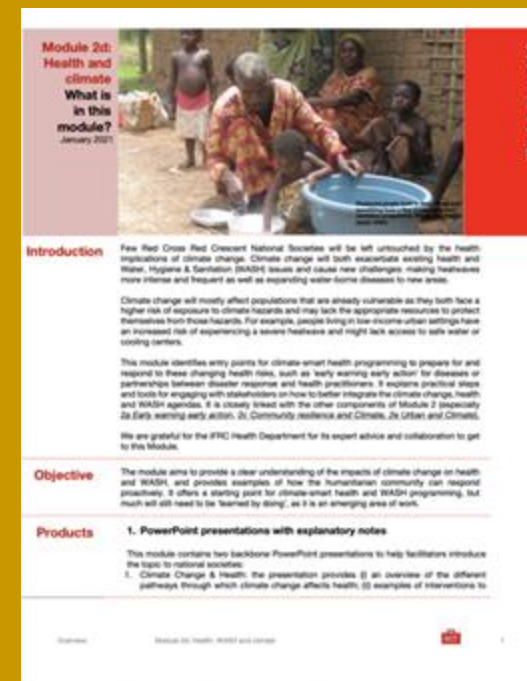 Module 2d:
Health and
climate
What is
in this
module?
January 2021
Introduction
Few Red Cross Red Crescent National Societies will be left untouched by the health
implications of climate change. Climate change will both exacerbate existing health and
Water, Hygiene & Sanitation (WASH) issues and cause new challenges: making heatwaves
more intense and frequent as well as expanding water-borne diseases to new areas.
Climate change will mostly affect populations that are already vulnerable as they both face a
higher risk of exposure to climate hazards and may lack the appropriate resources to protect
themselves from those hazards. For example, people living in low-income urban settings have
an increased risk of experiencing a severe heatwave and might lack access to safe water or
cooling centers.
This module identifies entry points for climate-smart health programming to prepare for and
respond to these changing health risks, such as 'early warning early action' for diseases or
partnerships between disaster response and health practitioners. It explains practical steps
and tools for engaging with stakeholders on how to better integrate the climate change, health
and WASH agendas. It is closely linked with the other components of Module 2 (especially
2a Early warning early action, 2c Community resilience and Climate, 2e Urban and Climate).
We are grateful for the IFRC Health Department for its expert advice and collaboration to get
to this Module.
Objective
The module aims to provide a clear understanding of the impacts of climate change on health
and WASH, and provides examples of how the humanitarian community can respond
proactively. It offers a starting point for climate-smart health and WASH programming, but
much will still need to be 'learned by doing', as it is an emerging area of work.
Products
1. PowerPoint presentations with explanatory notes
This module contains two backbone PowerPoint presentations to help facilitators introduce
the topic to national societies:
1. Climate Change & Health: the presentation provides (i) an overview of the different
pathways through which climate change affects health; (ii) examples of interventions to
Overview
Module 2d: Health, WASH and climate
1